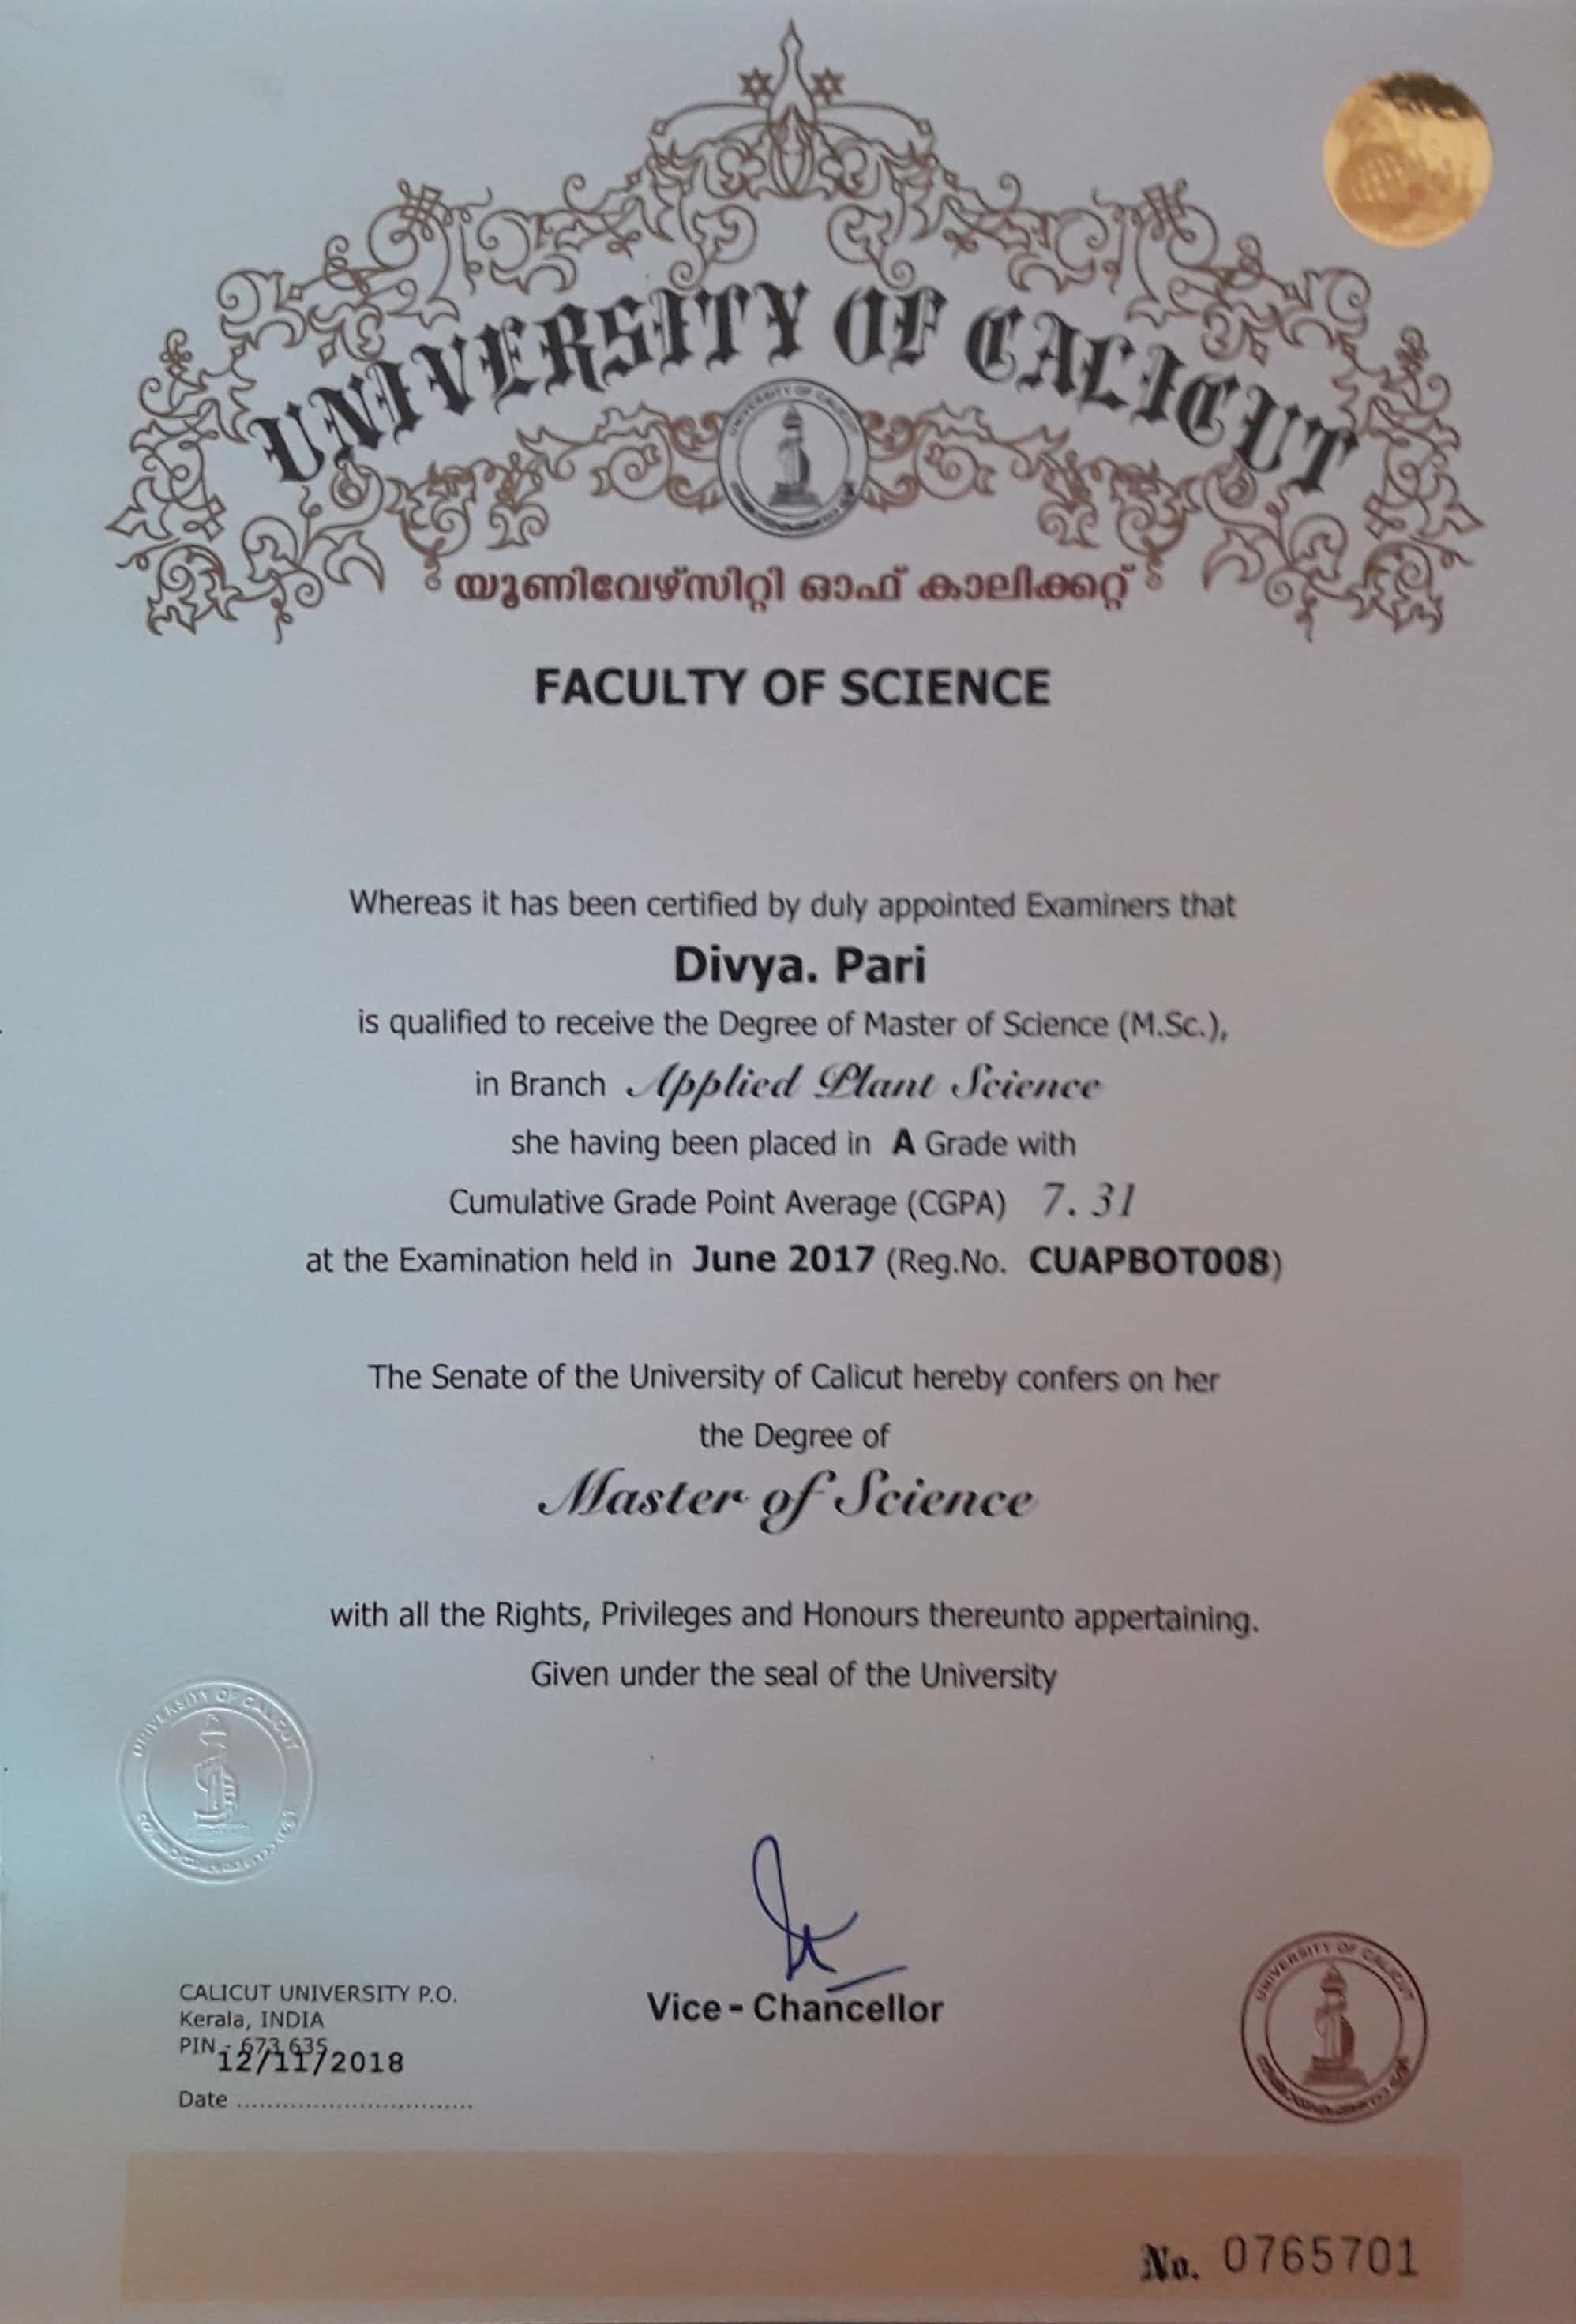 UNIVERSITY OF CALICUT
UNIVERSITY OF CALICUT
യൂണിവേഴ്സിറ്റി ഓഫ് കാലിക്കറ്റ്
FACULTY OF SCIENCE
Whereas it has been certified by duly appointed Examiners that
Divya. Pari
is qualified to receive the Degree of Master of Science (M.Sc.),
in Branch Applied Plant Science
she having been placed in A Grade with
Cumulative Grade Point Average (CGPA) 7.31
at the Examination held in June 2017 (Reg.No. CUAPBOT008)
The Senate of the University of Calicut hereby confers on her
the Degree of
Master of Science
with all the Rights, Privileges and Honours thereunto appertaining.
Given under the seal of the University
UNIVERSITY OF CALICUT
Vice - Chancellor
UNIVERSITY OF CALICUT
CALICUT UNIVERSITY P.O.
Kerala, INDIA
PIN - 673 635
12/11/2018
Date ................................
No. 0765701